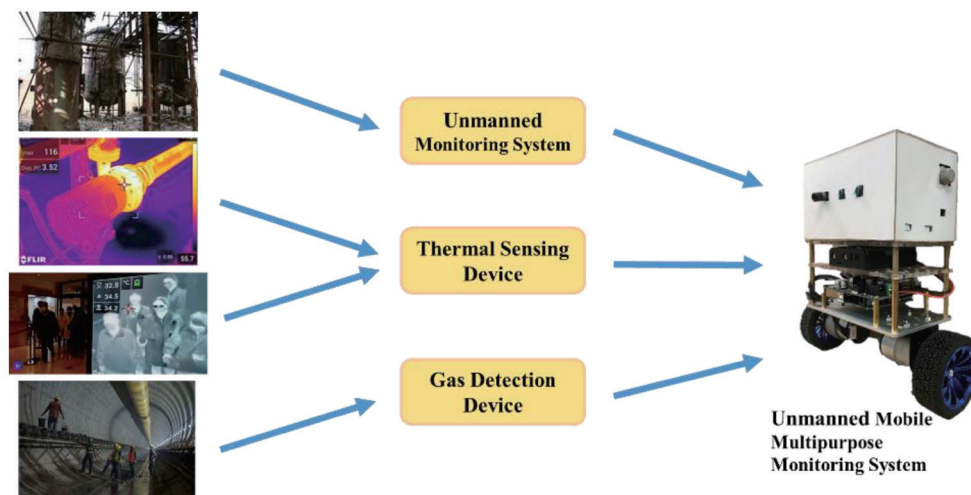 Unmanned
Monitoring System
116
3.52
FLIR
55.7
Thermal Sensing
Device
32.8
°C
34.5
34.2
Gas Detection
Device
Unmanned Mobile
Multipurpose
Monitoring System